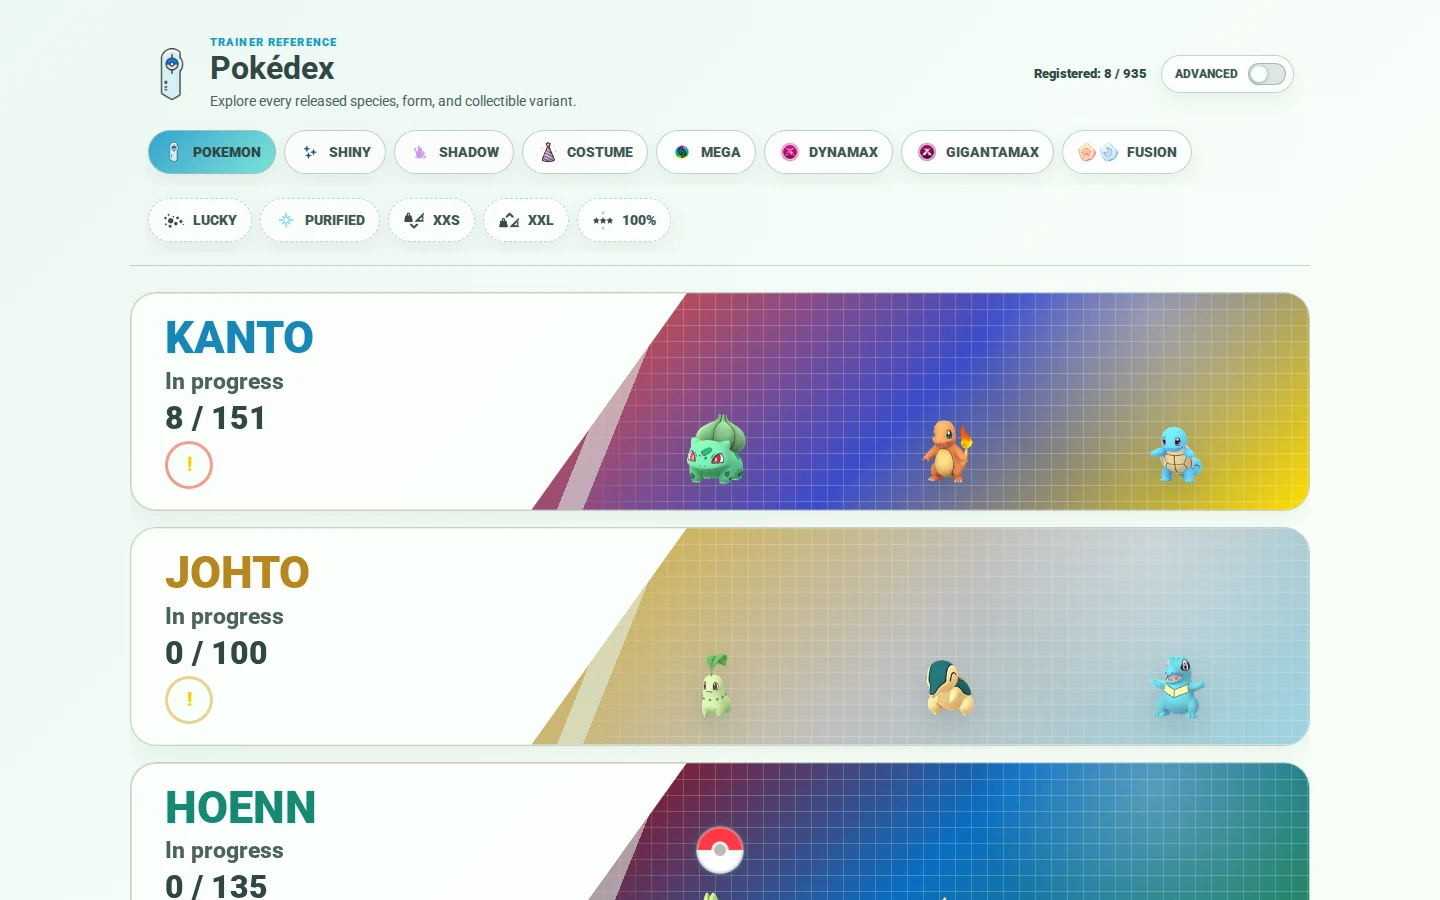 TRAINER REFERENCE
Pokédex
Explore every released species, form, and collectible variant.
Registered: 8 / 935
ADVANCED
POKEMON
SHINY
SHADOW
COSTUME
MEGA
DYNAMAX
GIGANTAMAX
FUSION
LUCKY
PURIFIED
XXS
XXL
100%
KANTO
In progress
8 / 151
!
JOHTO
In progress
0 / 100
!
HOENN
In progress
0 / 135